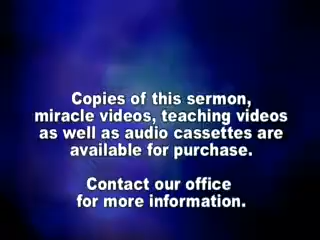 Copies of this sermon,
miracle videos, teaching videos
as well as audio cassettes are
available for purchase.
Contact our office
for more information.